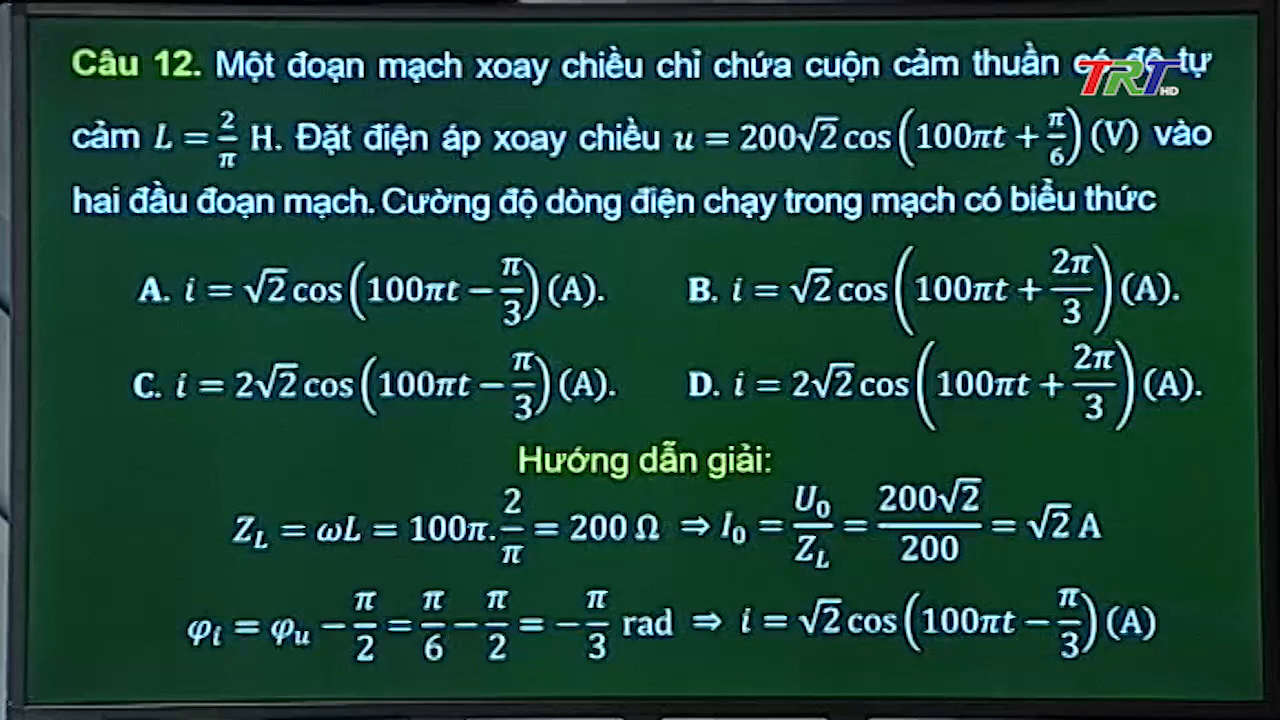 Câu 12. Một đoạn mạch xoay chiều chỉ chứa cuộn cảm thuần có độ tự
TRT HD
cảm L = 2/π H. Đặt điện áp xoay chiều u = 200√2 cos(100πt + π/6) (V) vào
hai đầu đoạn mạch. Cường độ dòng điện chạy trong mạch có biểu thức
A. i = √2 cos(100πt − π/3) (A). B. i = √2 cos(100πt + 2π/3) (A).
C. i = 2√2 cos(100πt − π/3) (A). D. i = 2√2 cos(100πt + 2π/3) (A).
Hướng dẫn giải:
Z_L = ωL = 100π. 2/π = 200 Ω ⇒ I₀ = U₀/Z_L = 200√2/200 = √2 A
φ_i = φ_u − π/2 = π/6 − π/2 = − π/3 rad ⇒ i = √2 cos(100πt − π/3) (A)